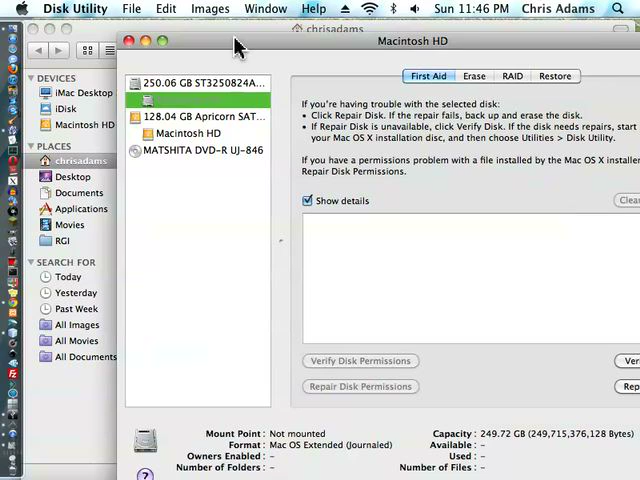 Disk Utility File Edit Images Window Help Sun 11:46 PM Chris Adams
chrisadams
Macintosh HD
DEVICES
iMac Desktop
iDisk
Macintosh HD
PLACES
chrisadams
Desktop
Documents
Applications
Movies
RGI
SEARCH FOR
Today
Yesterday
Past Week
All Images
All Movies
All Documents
250.06 GB ST3250824A...
128.04 GB Apricorn SAT...
Macintosh HD
MATSHITA DVD-R UJ-846
First Aid Erase RAID Restore
If you're having trouble with the selected disk:
• Click Repair Disk. If the repair fails, back up and erase the disk.
• If Repair Disk is unavailable, click Verify Disk. If the disk needs repairs, start
your Mac OS X installation disc, and then choose Utilities > Disk Utility.
If you have a permissions problem with a file installed by the Mac OS X installer
Repair Disk Permissions.
Show details
Clear
Verify Disk Permissions
Ver
Repair Disk Permissions
Rep
Mount Point : Not mounted
Format : Mac OS Extended (Journaled)
Owners Enabled : -
Number of Folders : -
Capacity : 249.72 GB (249,715,376,128 Bytes)
Available : -
Used : -
Number of Files : -
?